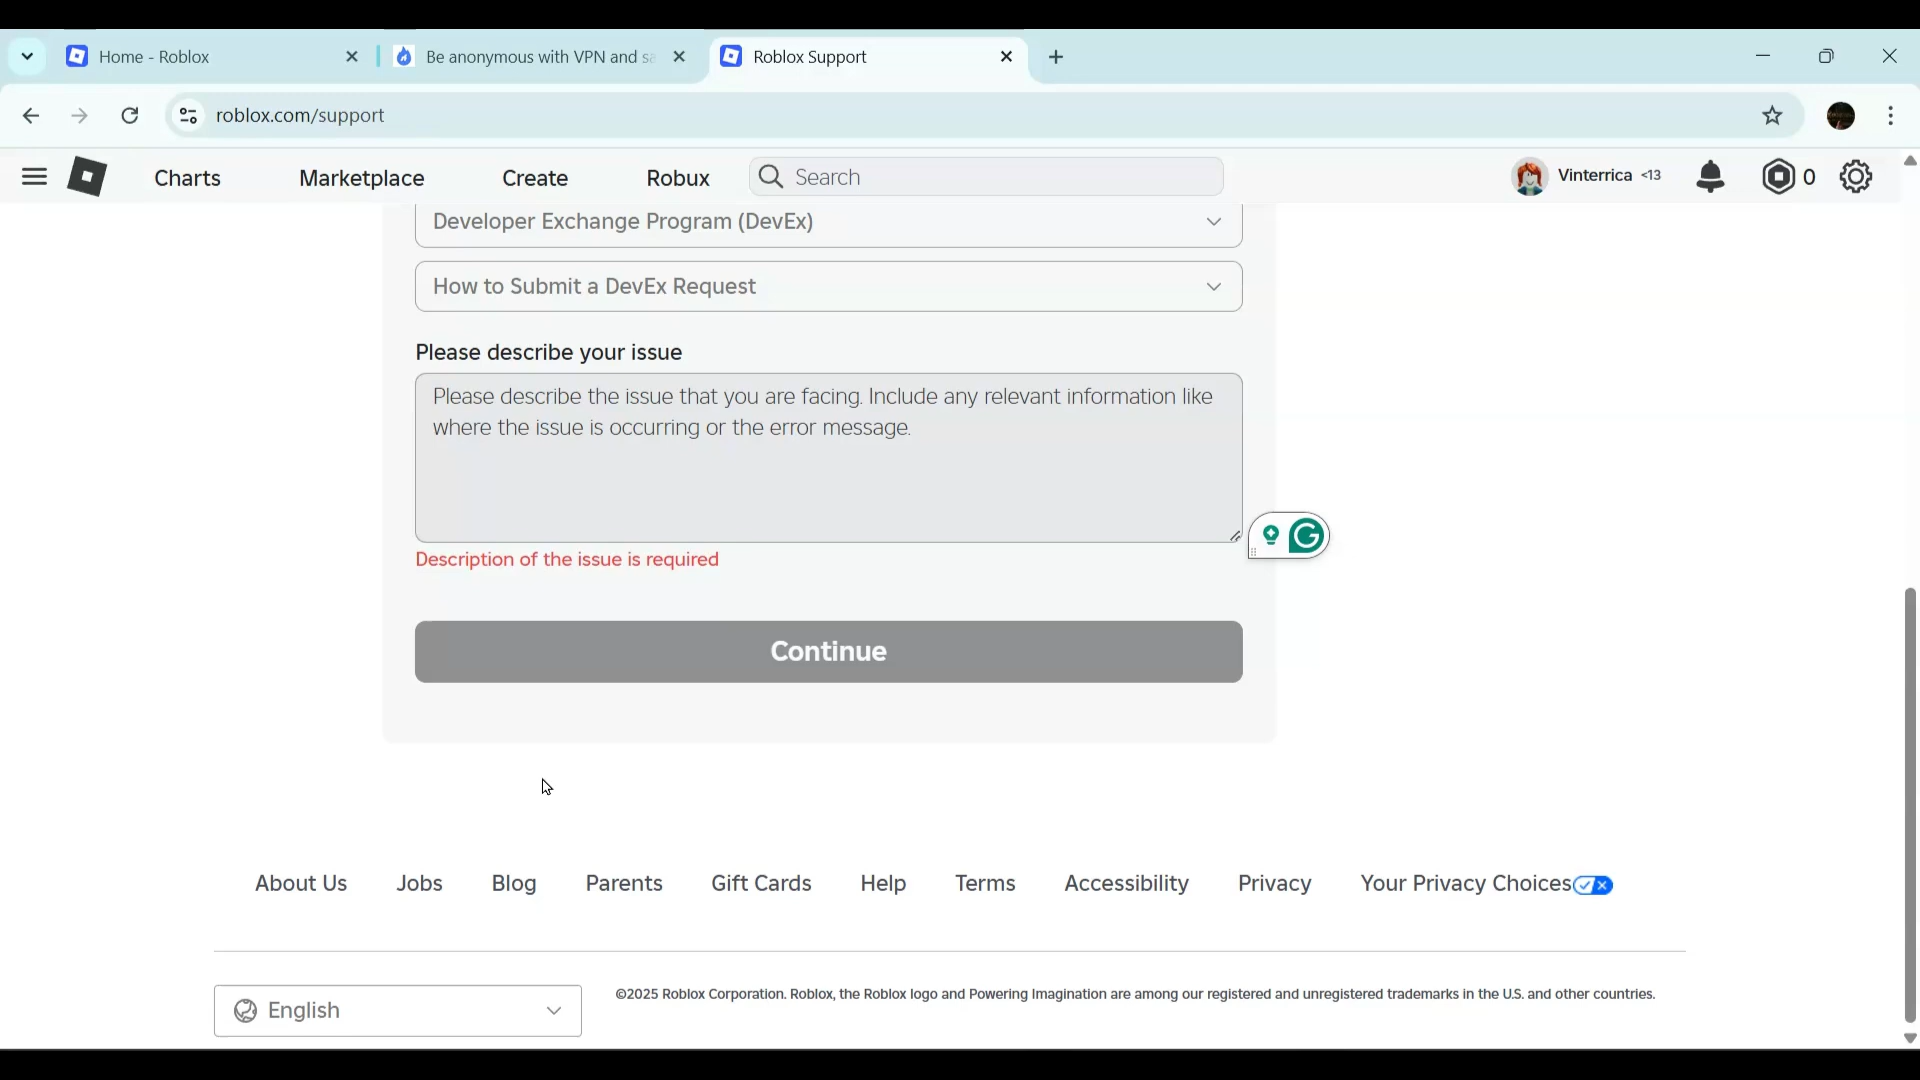 Home - Roblox
Be anonymous with VPN and sa
Roblox Support
roblox.com/support
Charts
Marketplace
Create
Robux
Search
Vinterrica <13
0
Developer Exchange Program (DevEx)
How to Submit a DevEx Request
Please describe your issue
Please describe the issue that you are facing. Include any relevant information like
where the issue is occurring or the error message.
Description of the issue is required
Continue
About Us
Jobs
Blog
Parents
Gift Cards
Help
Terms
Accessibility
Privacy
Your Privacy Choices
English
©2025 Roblox Corporation. Roblox, the Roblox logo and Powering Imagination are among our registered and unregistered trademarks in the U.S. and other countries.